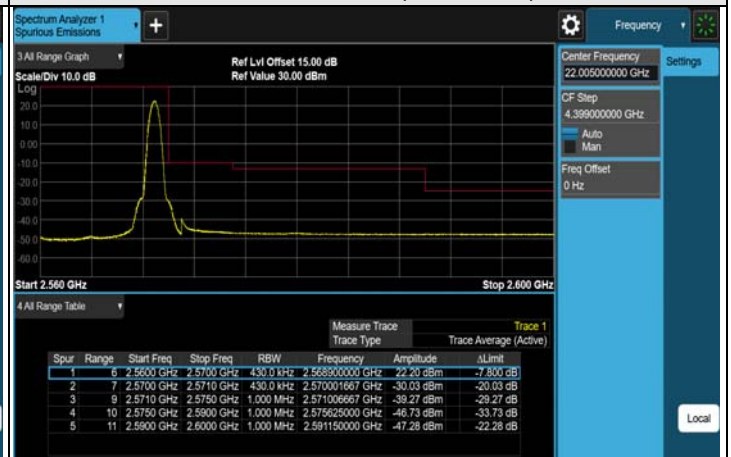 Spectrum Analyzer 1
Spurious Emissions
+
Frequency
3 All Range Graph
Ref Lvl Offset 15.00 dB
Scale/Div 10.0 dB
Ref Value 30.00 dBm
Log
20.0
10.0
0.00
-10.0
-20.0
-30.0
-40.0
-50.0
-60.0
Start 2.560 GHz
Stop 2.600 GHz
Center Frequency
22.005000000 GHz
Settings
CF Step
4.399000000 GHz
Auto
Man
Freq Offset
0 Hz
Local
4 All Range Table
Measure Trace Trace 1
Trace Type Trace Average (Active)
Spur Range Start Freq Stop Freq RBW Frequency Amplitude ΔLimit
1 6 2.5600 GHz 2.5700 GHz 430.0 kHz 2.568900000 GHz 22.20 dBm -7.800 dB
2 7 2.5700 GHz 2.5710 GHz 430.0 kHz 2.570001667 GHz -30.03 dBm -20.03 dB
3 9 2.5710 GHz 2.5750 GHz 1.000 MHz 2.571006667 GHz -39.27 dBm -29.27 dB
4 10 2.5750 GHz 2.5900 GHz 1.000 MHz 2.575625000 GHz -46.73 dBm -33.73 dB
5 11 2.5900 GHz 2.6000 GHz 1.000 MHz 2.591150000 GHz -47.28 dBm -22.28 dB